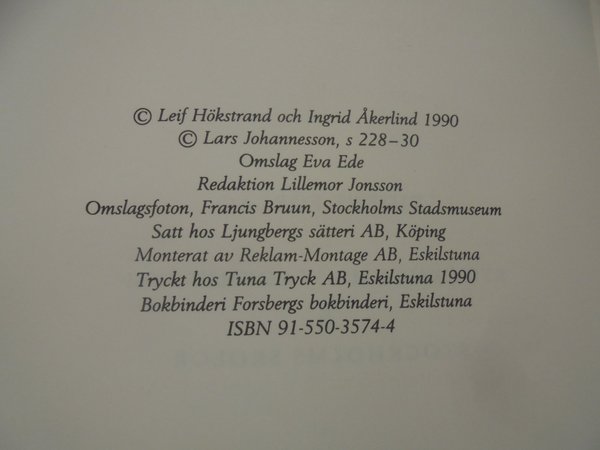 © Leif Hökstrand och Ingrid Åkerlind 1990
© Lars Johannesson, s 228–30
Omslag Eva Ede
Redaktion Lillemor Jonsson
Omslagsfoton, Francis Bruun, Stockholms Stadsmuseum
Satt hos Ljungbergs sätteri AB, Köping
Monterat av Reklam-Montage AB, Eskilstuna
Tryckt hos Tuna Tryck AB, Eskilstuna 1990
Bokbinderi Forsbergs bokbinderi, Eskilstuna
ISBN 91-550-3574-4